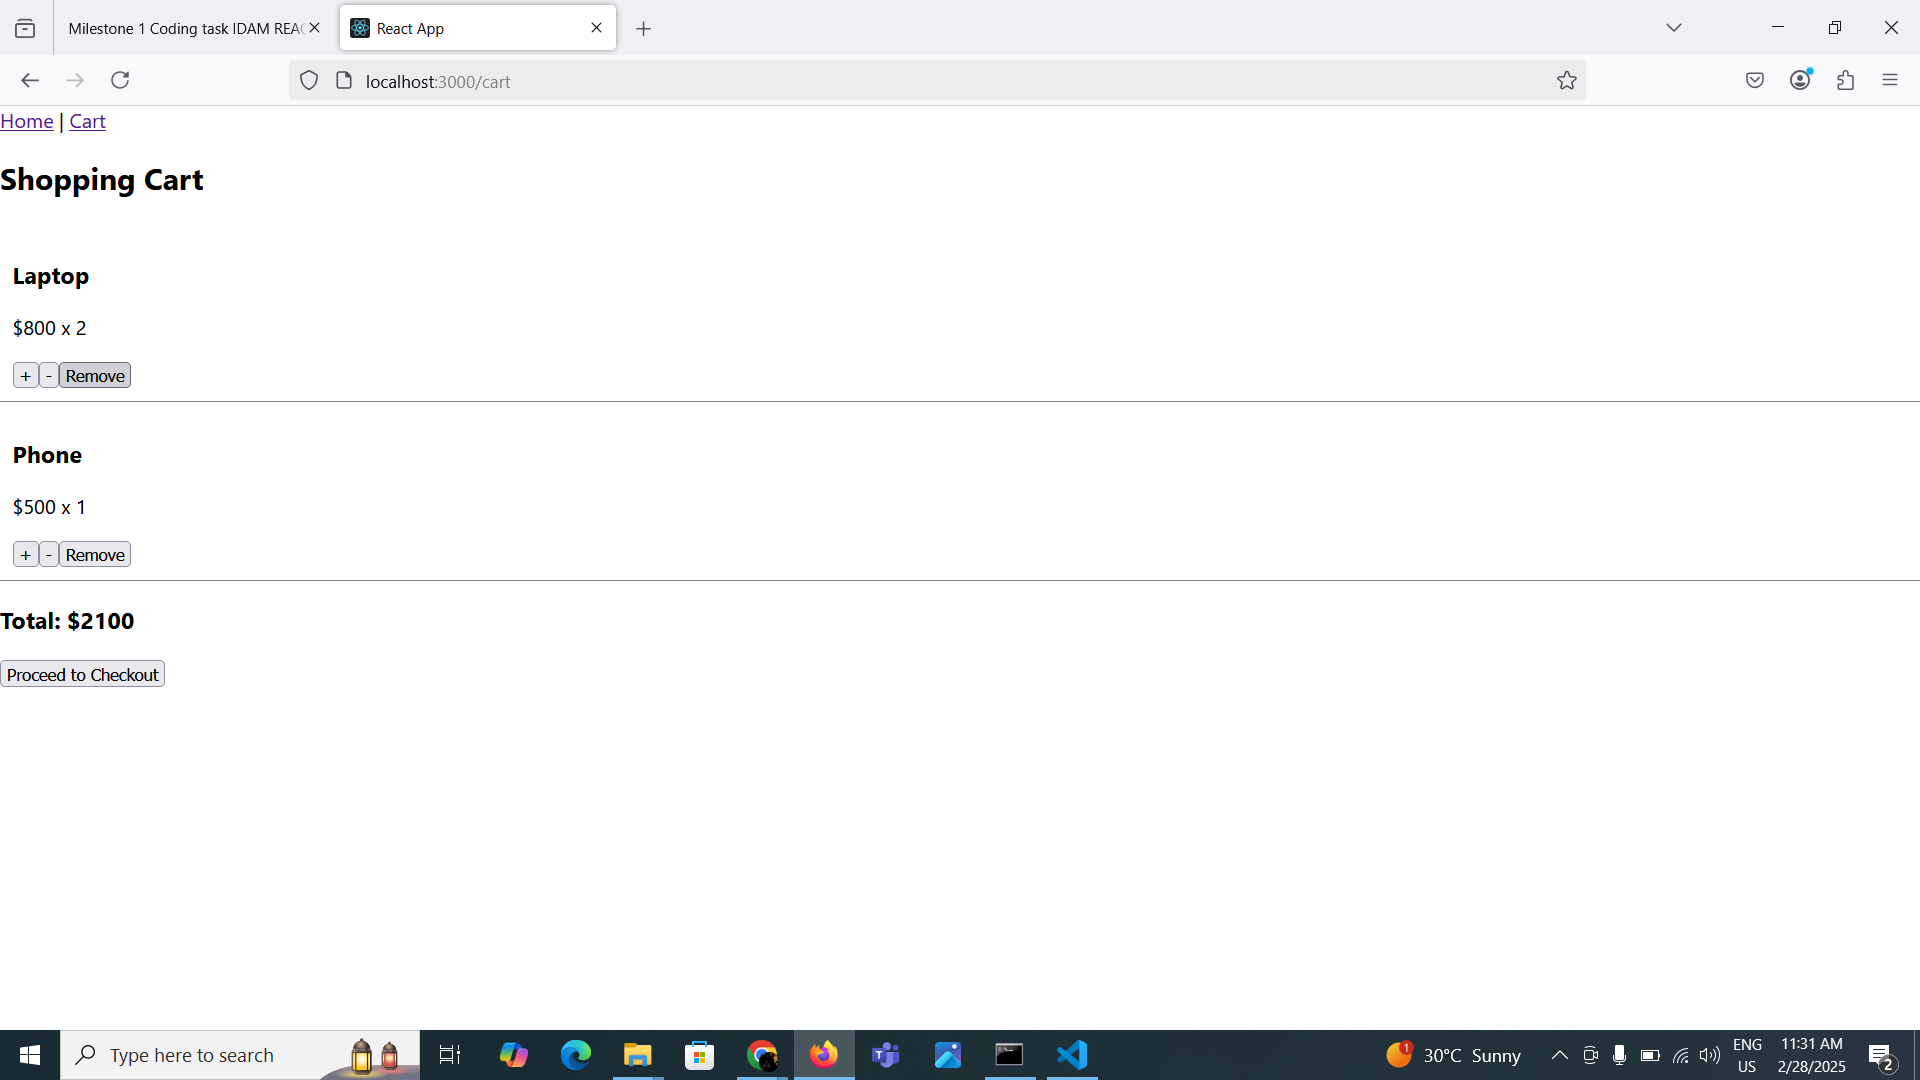 Milestone 1 Coding task IDAM REAC
React App
localhost:3000/cart
Home | Cart
Shopping Cart
Laptop
$800 x 2
+ - Remove
Phone
$500 x 1
+ - Remove
Total: $2100
Proceed to Checkout
Type here to search
1
30°C Sunny
ENG
US
11:31 AM
2/28/2025
2